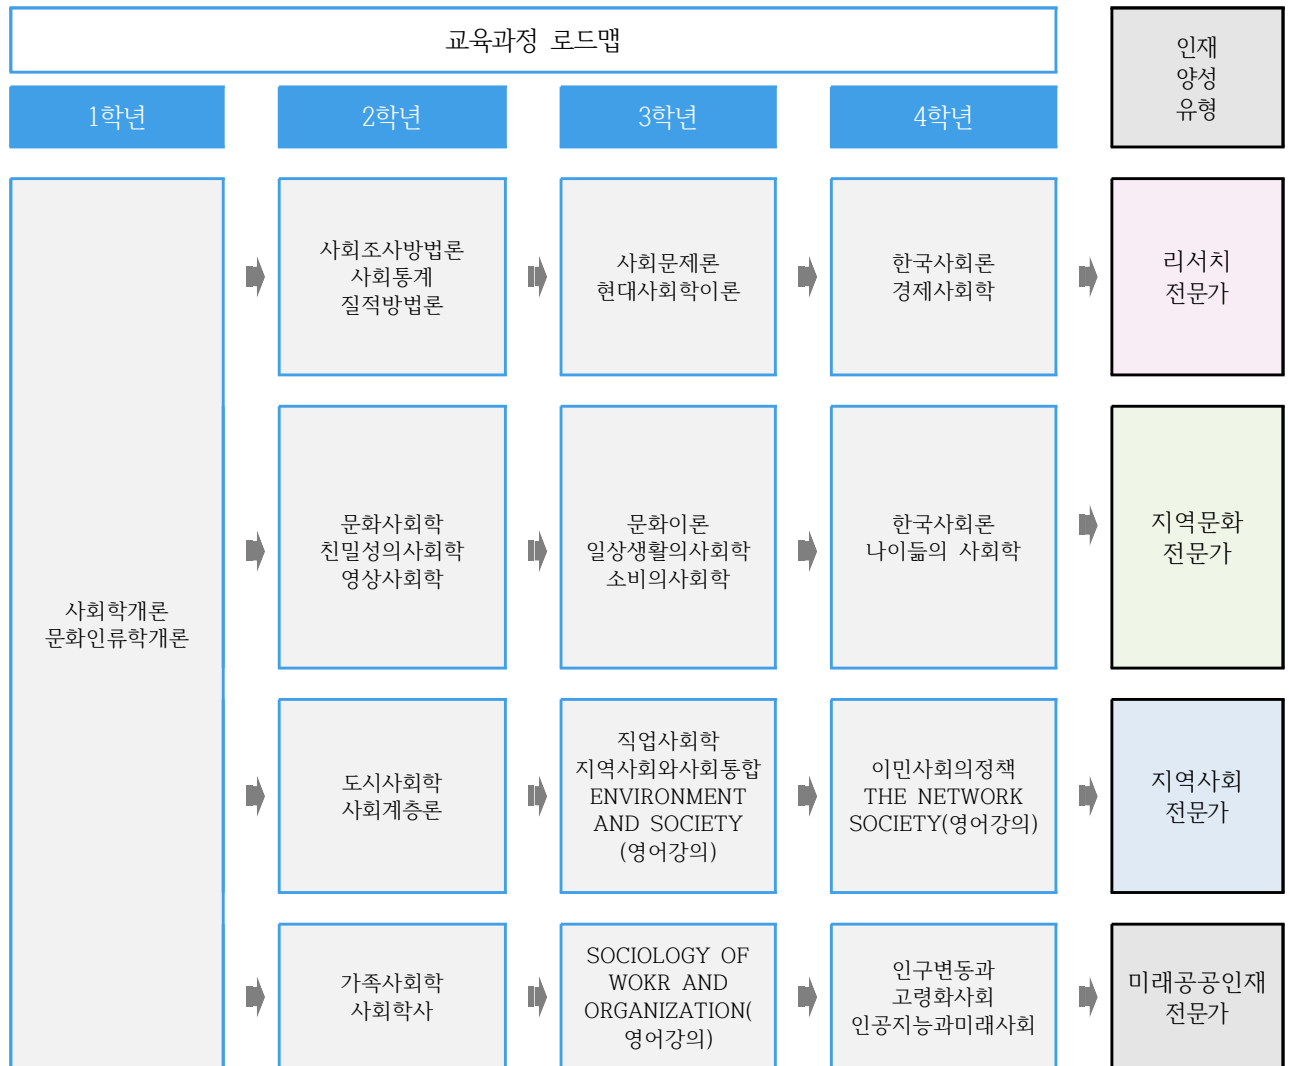 교육과정 로드맵
인재
양성
유형
1학년
2학년
3학년
4학년
사회학개론
문화인류학개론
사회조사방법론
사회통계
질적방법론
사회문제론
현대사회학이론
한국사회론
경제사회학
리서치
전문가
문화사회학
친밀성의사회학
영상사회학
문화이론
일상생활의사회학
소비의사회학
한국사회론
나이듦의 사회학
지역문화
전문가
도시사회학
사회계층론
직업사회학
지역사회와사회통합
ENVIRONMENT
AND SOCIETY
(영어강의)
이민사회의정책
THE NETWORK
SOCIETY(영어강의)
지역사회
전문가
가족사회학
사회학사
SOCIOLOGY OF
WOKR AND
ORGANIZATION(
영어강의)
인구변동과
고령화사회
인공지능과미래사회
미래공공인재
전문가